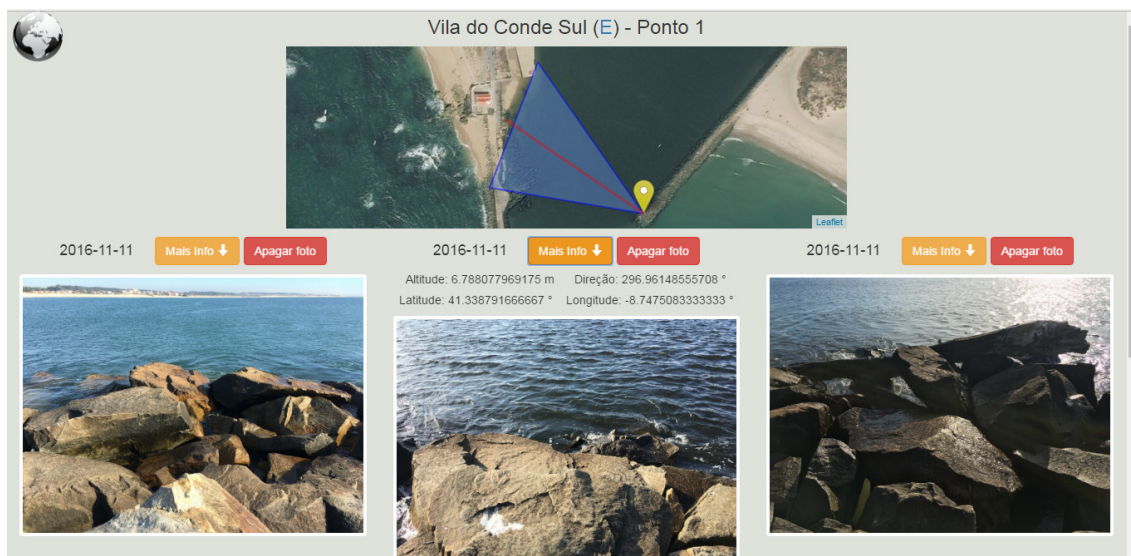 Vila do Conde Sul (E) - Ponto 1
Leaflet
2016-11-11 Mais Info Apagar foto
2016-11-11 Mais Info Apagar foto
Altitude: 6.788077969175 m Direção: 296.96148555708 °
Latitude: 41.338791666667 ° Longitude: -8.7475083333333 °
2016-11-11 Mais Info Apagar foto